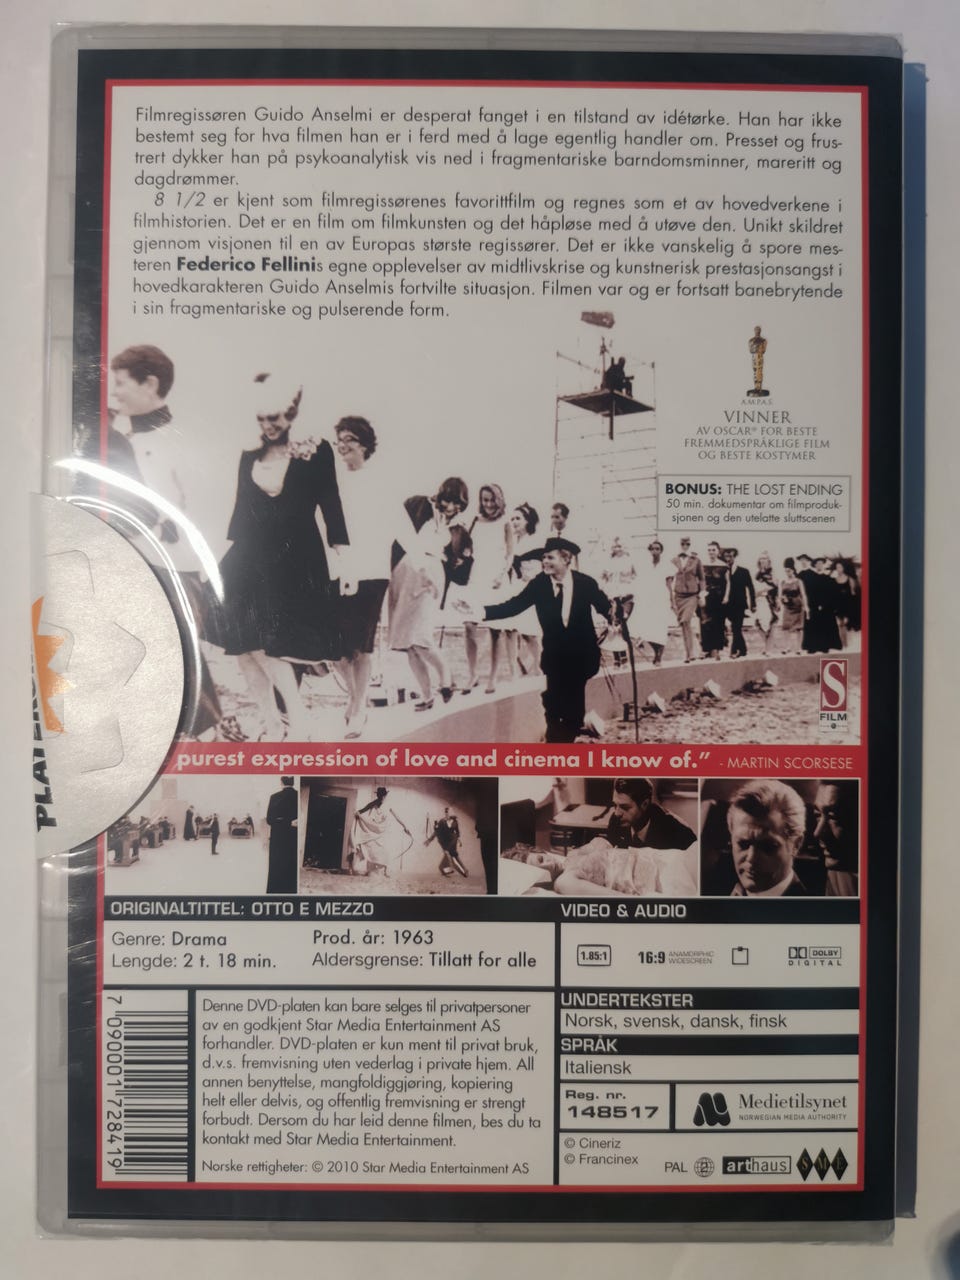 Filmregissøren Guido Anselmi er desperat fanget i en tilstand av idétørke. Han har ikke
bestemt seg for hva filmen han er i ferd med å lage egentlig handler om. Presset og frus-
trert dykker han på psykoanalytisk vis ned i fragmentariske barndomsminner, mareritt og
dagdrømmer.
8 1/2 er kjent som filmregissørenes favorittfilm og regnes som et av hovedverkene i
filmhistorien. Det er en film om filmkunsten og det håpløse med å utøve den. Unikt skildret
gjennom visjonen til en av Europas største regissører. Det er ikke vanskelig å spore mes-
teren Federico Fellinis egne opplevelser av midtlivskrise og kunstnerisk prestasjonsangst i
hovedkarakteren Guido Anselmis fortvilte situasjon. Filmen var og er fortsatt banebrytende
i sin fragmentariske og pulserende form.
A.M.P.A.S.
VINNER
AV OSCAR® FOR BESTE
FREMMEDSPRÅKLIGE FILM
OG BESTE KOSTYMER
BONUS: THE LOST ENDING
50 min. dokumentar om filmproduk-
sjonen og den utelatte sluttscenen
S
FILM
purest expression of love and cinema I know of.” - MARTIN SCORSESE
ORIGINALTITTEL: OTTO E MEZZO
Genre: Drama
Prod. år: 1963
Lengde: 2 t. 18 min.
Aldersgrense: Tillatt for alle
VIDEO & AUDIO
1.85:1
16:9 ANAMORPHIC
WIDESCREEN
DOLBY
DIGITAL
UNDERTEKSTER
Norsk, svensk, dansk, finsk
SPRÅK
Italiensk
Reg. nr.
148517
Medietilsynet
NORWEGIAN MEDIA AUTHORITY
© Cineriz
© Francinex
PAL 2 arthaus SME
7 090001 728419
Denne DVD-platen kan bare selges til privatpersoner
av en godkjent Star Media Entertainment AS
forhandler. DVD-platen er kun ment til privat bruk,
d.v.s. fremvisning uten vederlag i private hjem. All
annen benyttelse, mangfoldiggjøring, kopiering
helt eller delvis, og offentlig fremvisning er strengt
forbudt. Dersom du har leid denne filmen, bes du ta
kontakt med Star Media Entertainment.
Norske rettigheter: © 2010 Star Media Entertainment AS